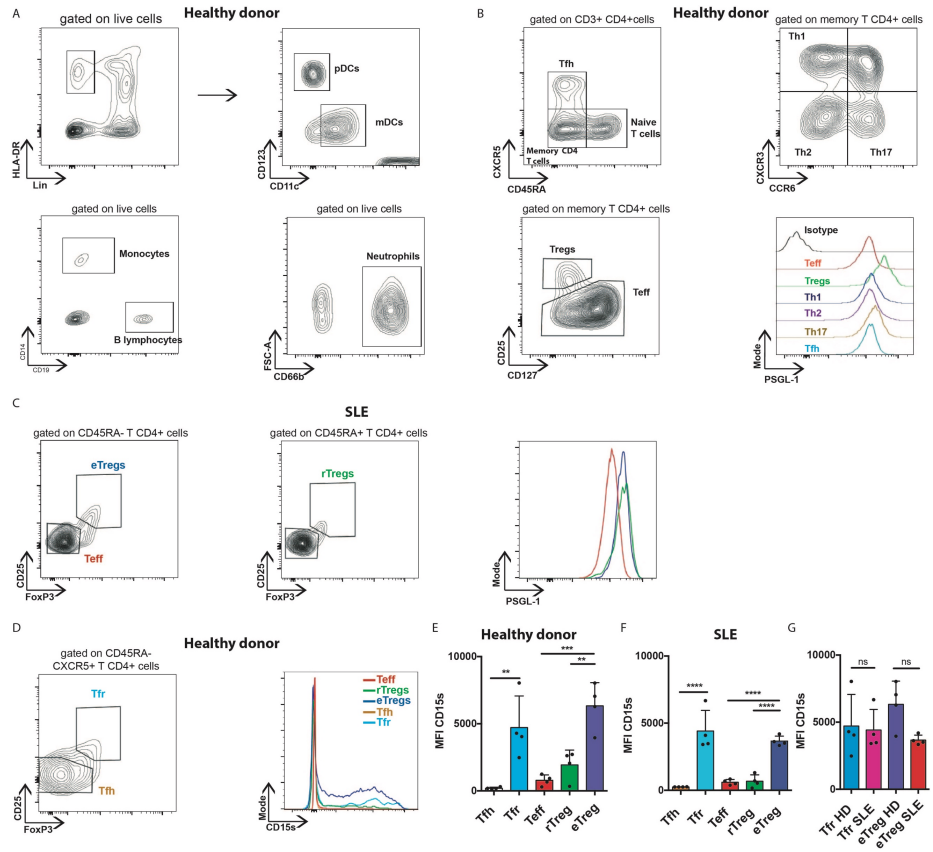 A
Healthy donor
gated on live cells
HLA-DR
Lin
pDCs
mDCs
CD123
CD11c
gated on live cells
Monocytes
B lymphocytes
CD14
CD19
gated on live cells
Neutrophils
FSC-A
CD66b
B
Healthy donor
gated on CD3+ CD4+cells
Tfh
Naive
T cells
Memory CD4
T cells
CXCR5
CD45RA
gated on memory T CD4+cells
Th1
Th2
Th17
CXCR3
CCR6
gated on memory T CD4+ cells
Tregs
Teff
CD25
CD127
Isotype
Teff
Tregs
Th1
Th2
Th17
Tfh
Mode
PSGL-1
C
SLE
gated on CD45RA- T CD4+ cells
eTregs
Teff
CD25
FoxP3
gated on CD45RA+ T CD4+ cells
rTregs
CD25
FoxP3
Mode
PSGL-1
D
Healthy donor
gated on CD45RA-
CXCR5+ T CD4+ cells
Tfr
Tfh
CD25
FoxP3
Teff
rTregs
eTregs
Tfh
Tfr
Mode
CD15s
E
Healthy donor
MFI CD15s
10000
5000
0
**
***
**
Tfh
Tfr
Teff
rTreg
eTreg
F
SLE
MFI CD15s
10000
5000
0
****
****
****
Tfh
Tfr
Teff
rTreg
eTreg
G
MFI CD15s
10000
5000
0
ns
ns
Tfr HD
Tfr SLE
eTreg HD
eTreg SLE